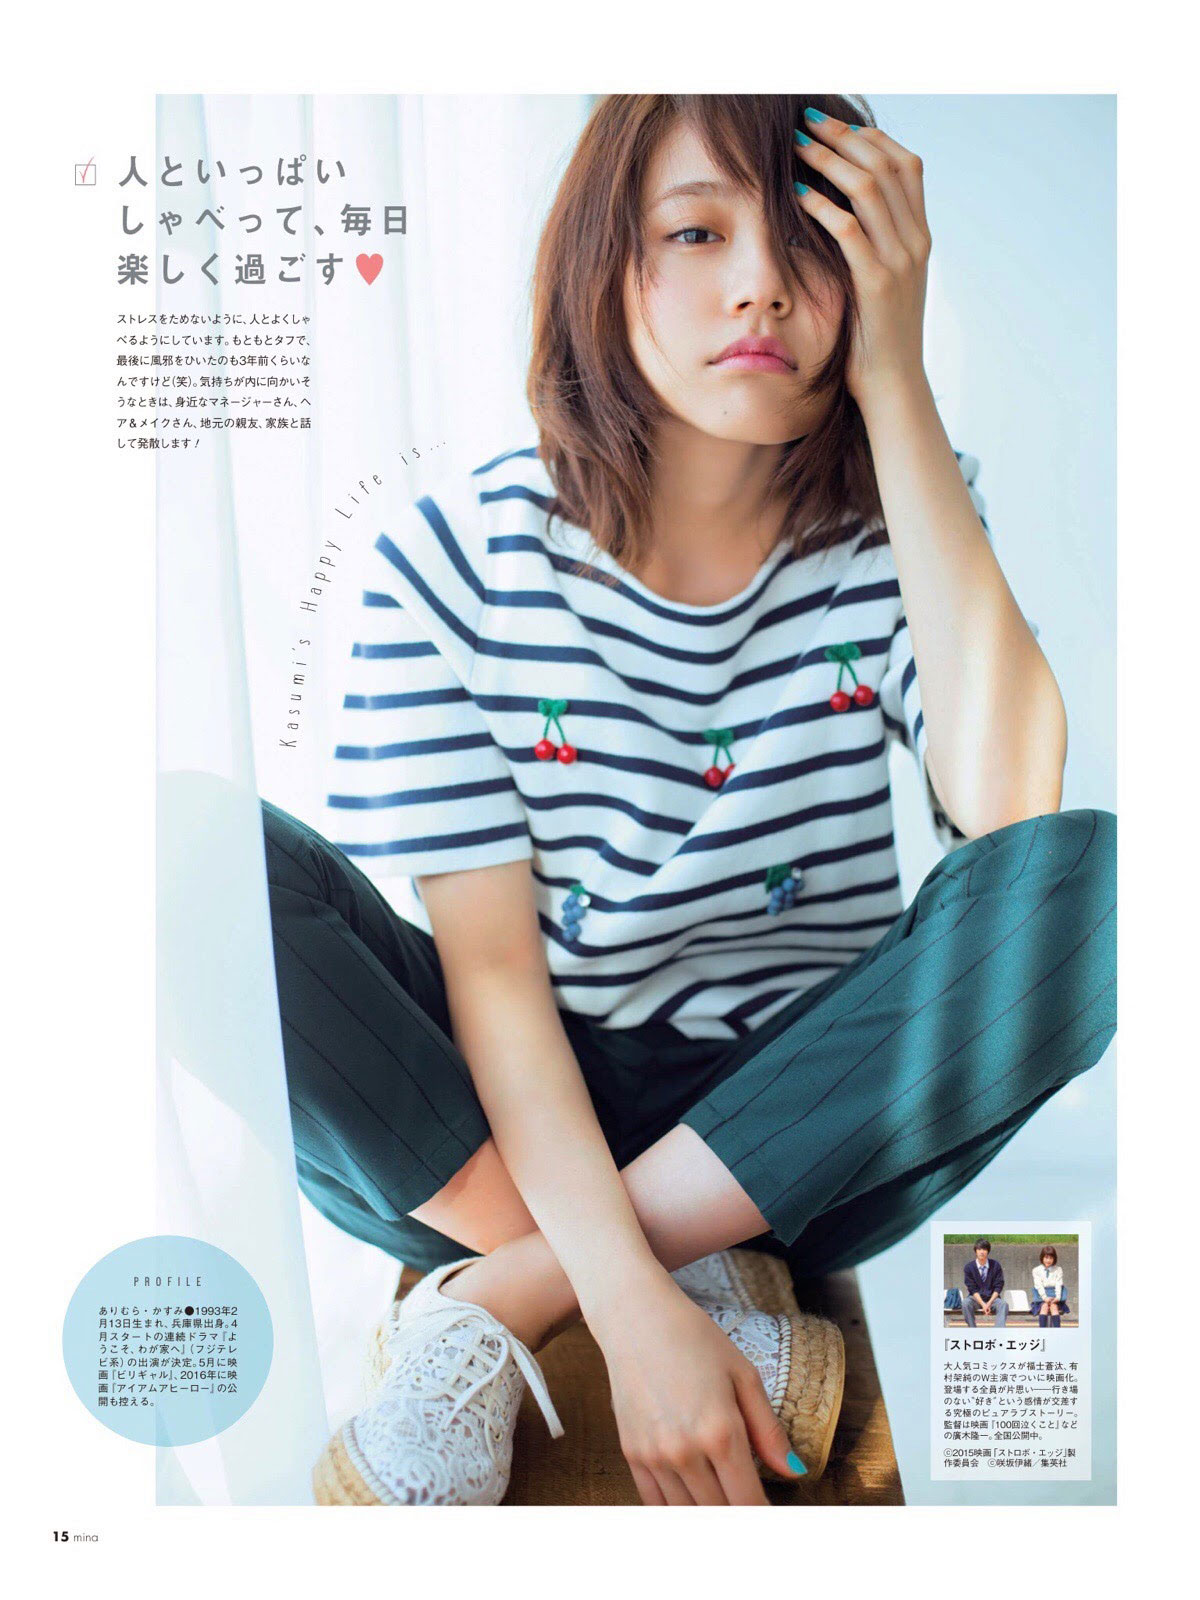 人といっぱい
しゃべって、毎日
楽しく過ごす♥
ストレスをためないように、人とよくしゃ
べるようにしています。もともとタフで、
最後に風邪をひいたのも3年前くらいな
んですけど(笑)。気持ちが内に向かいそ
うなときは、身近なマネージャーさん、ヘ
ア＆メイクさん、地元の親友、家族と話
して発散します！
Kasumi's Happy Life is...
PROFILE
ありむら・かすみ●1993年2
月13日生まれ、兵庫県出身。4
月スタートの連続ドラマ『よ
うこそ、わが家へ』(フジテレ
ビ系)の出演が決定。5月に映
画『ビリギャル』、2016年に映
画『アイアムアヒーロー』の公
開も控える。
『ストロボ・エッジ』
大人気コミックスが福士蒼汰、有
村架純のW主演でついに映画化。
登場する全員が片思い――行き場
のない“好き”という感情が交差す
る究極のピュアラブストーリー。
監督は映画『100回泣くこと』など
の廣木隆一。全国公開中。
©2015映画『ストロボ・エッジ』製
作委員会　©咲坂伊緒／集英社
15 mina